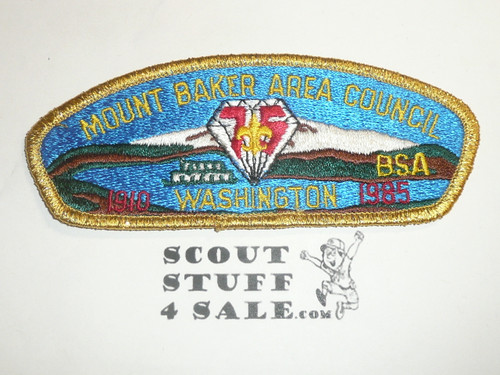 MOUNT BAKER AREA COUNCIL
75
BSA
1910 WASHINGTON 1985
SCOUT
STUFF
4 SALE.COM